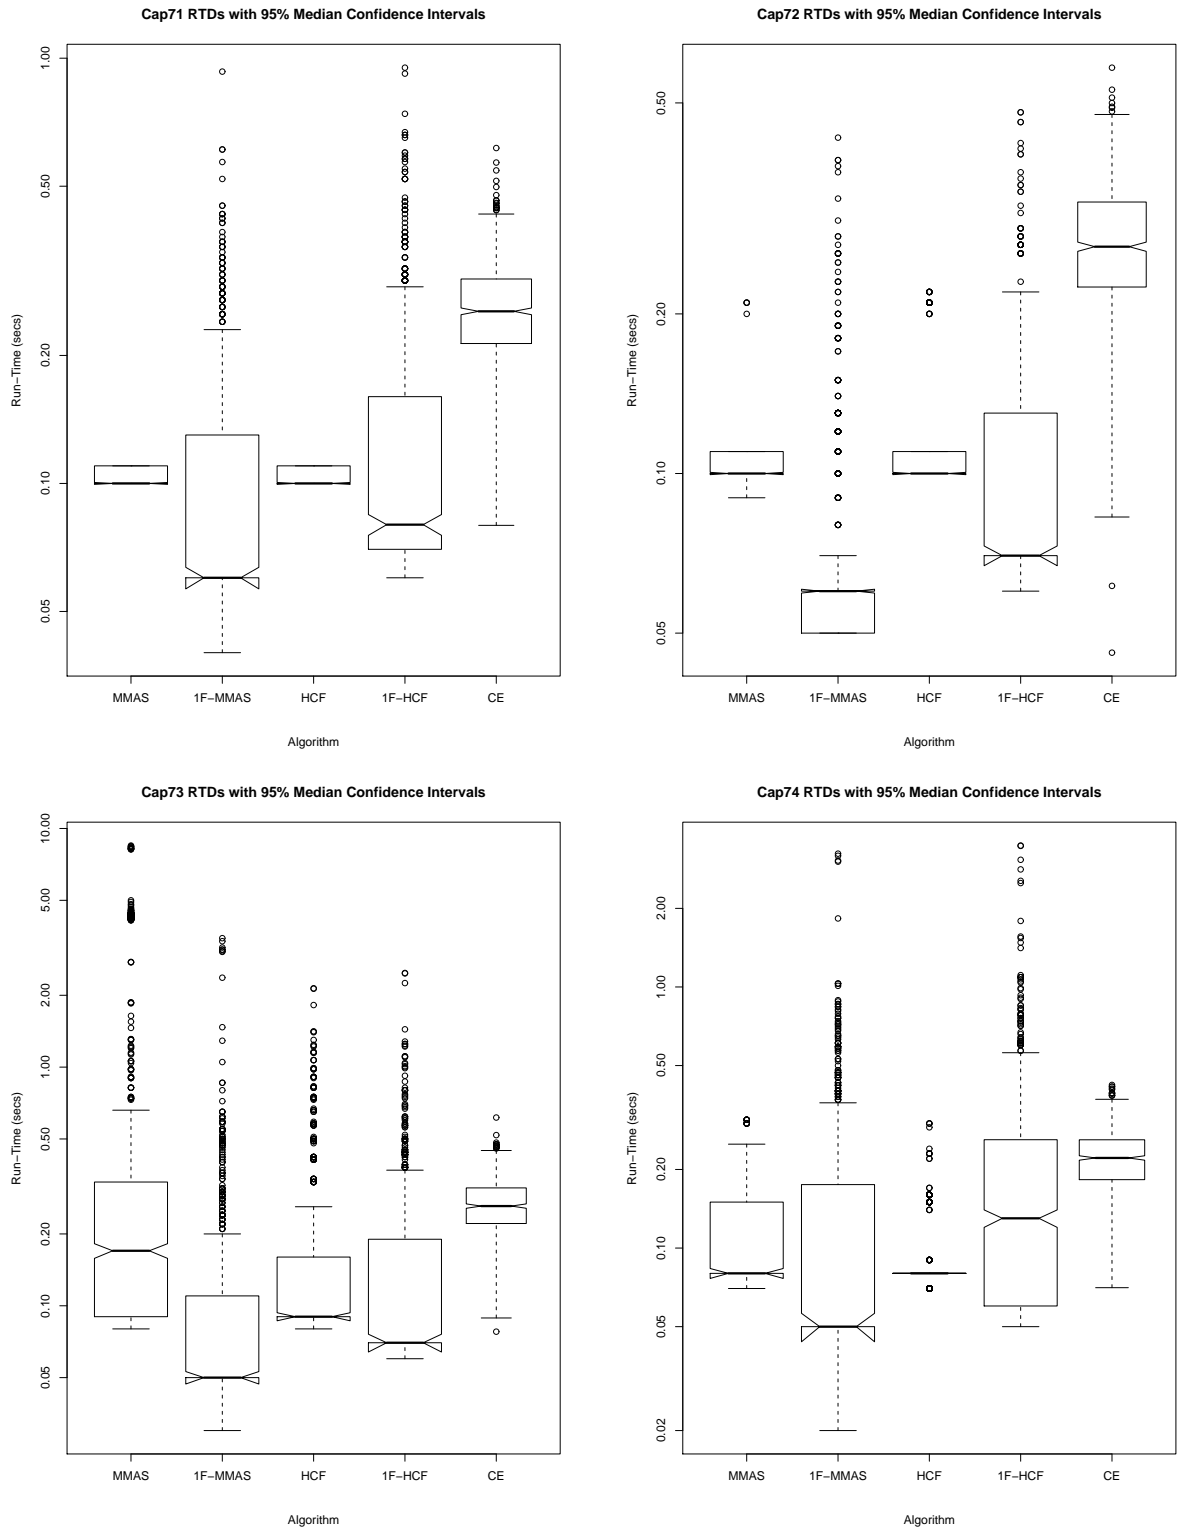 Cap71 RTDs with 95% Median Confidence Intervals
Run−Time (secs)
1.00
0.50
0.20
0.10
0.05
MMAS 1F−MMAS HCF 1F−HCF CE
Algorithm
Cap72 RTDs with 95% Median Confidence Intervals
Run−Time (secs)
0.50
0.20
0.10
0.05
MMAS 1F−MMAS HCF 1F−HCF CE
Algorithm
Cap73 RTDs with 95% Median Confidence Intervals
Run−Time (secs)
10.00
5.00
2.00
1.00
0.50
0.20
0.10
0.05
MMAS 1F−MMAS HCF 1F−HCF CE
Algorithm
Cap74 RTDs with 95% Median Confidence Intervals
Run−Time (secs)
2.00
1.00
0.50
0.20
0.10
0.05
0.02
MMAS 1F−MMAS HCF 1F−HCF CE
Algorithm